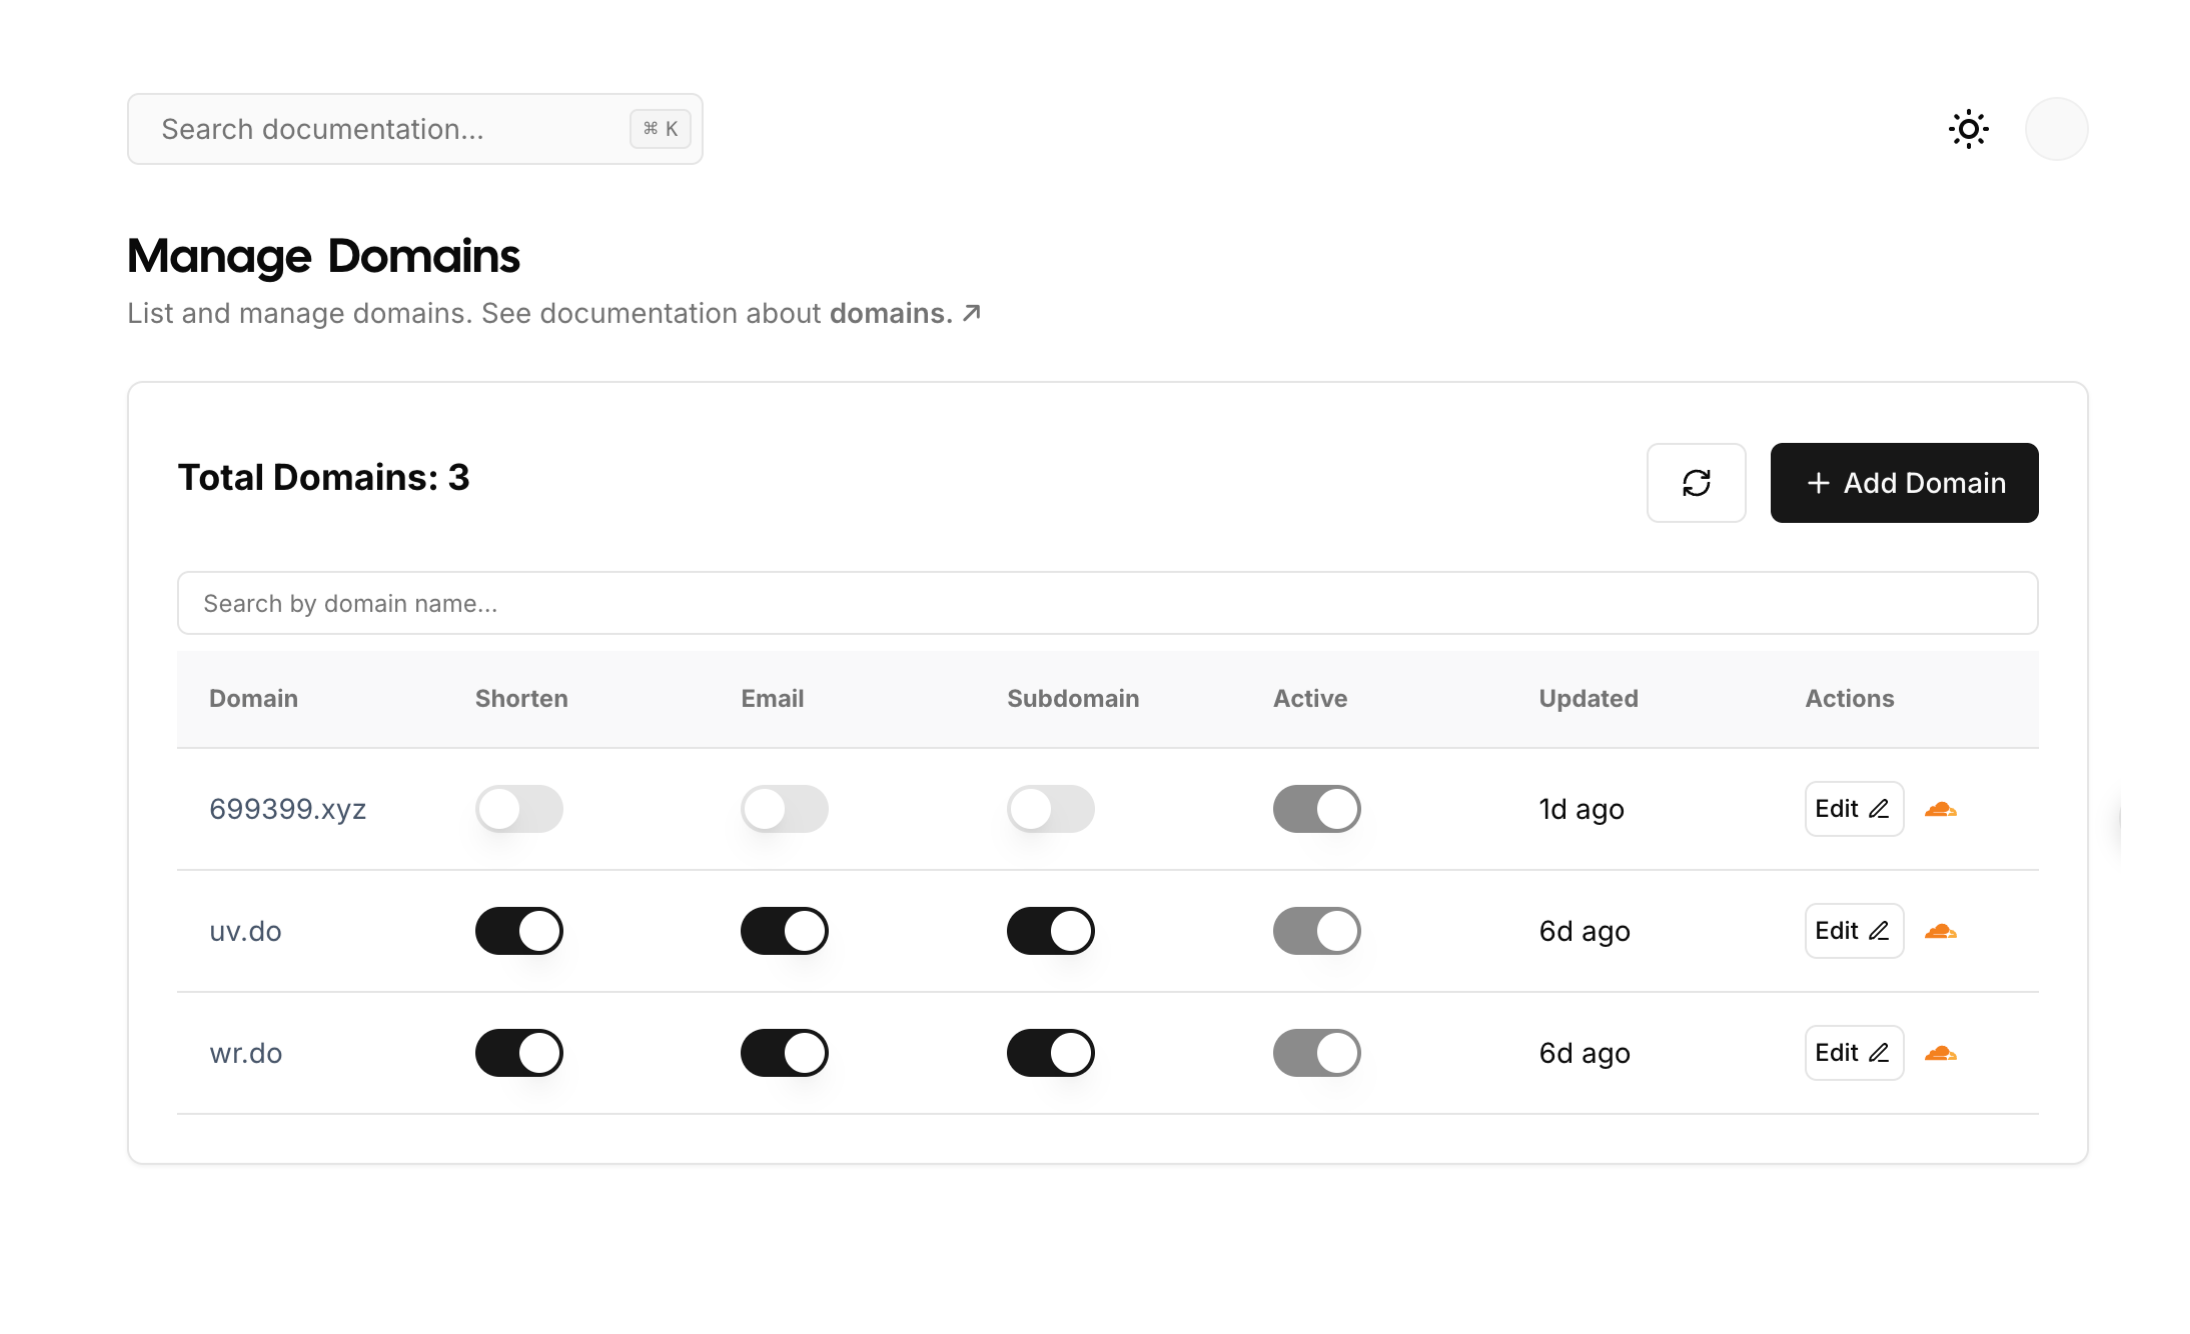 Search documentation...
⌘ K
Manage Domains
List and manage domains. See documentation about domains.
Total Domains: 3
Add Domain
Search by domain name...
Domain Shorten Email Subdomain Active Updated Actions
699399.xyz 1d ago Edit
uv.do 6d ago Edit
wr.do 6d ago Edit